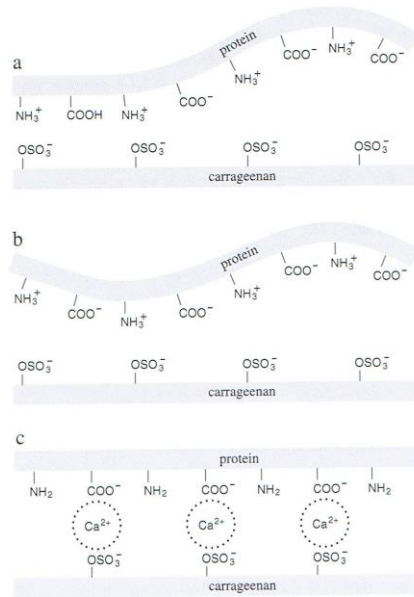 a
protein
NH₃⁺ COOH NH₃⁺ COO⁻ NH₃⁺ COO⁻ NH₃⁺ COO⁻
OSO₃⁻ OSO₃⁻ OSO₃⁻ OSO₃⁻
carrageenan
b
protein
NH₃⁺ COO⁻ NH₃⁺ COO⁻ NH₃⁺ COO⁻ NH₃⁺ COO⁻
OSO₃⁻ OSO₃⁻ OSO₃⁻ OSO₃⁻
carrageenan
c
protein
NH₂ COO⁻ NH₂ COO⁻ NH₂ COO⁻ NH₂
Ca²⁺ Ca²⁺ Ca²⁺
OSO₃⁻ OSO₃⁻ OSO₃⁻
carrageenan